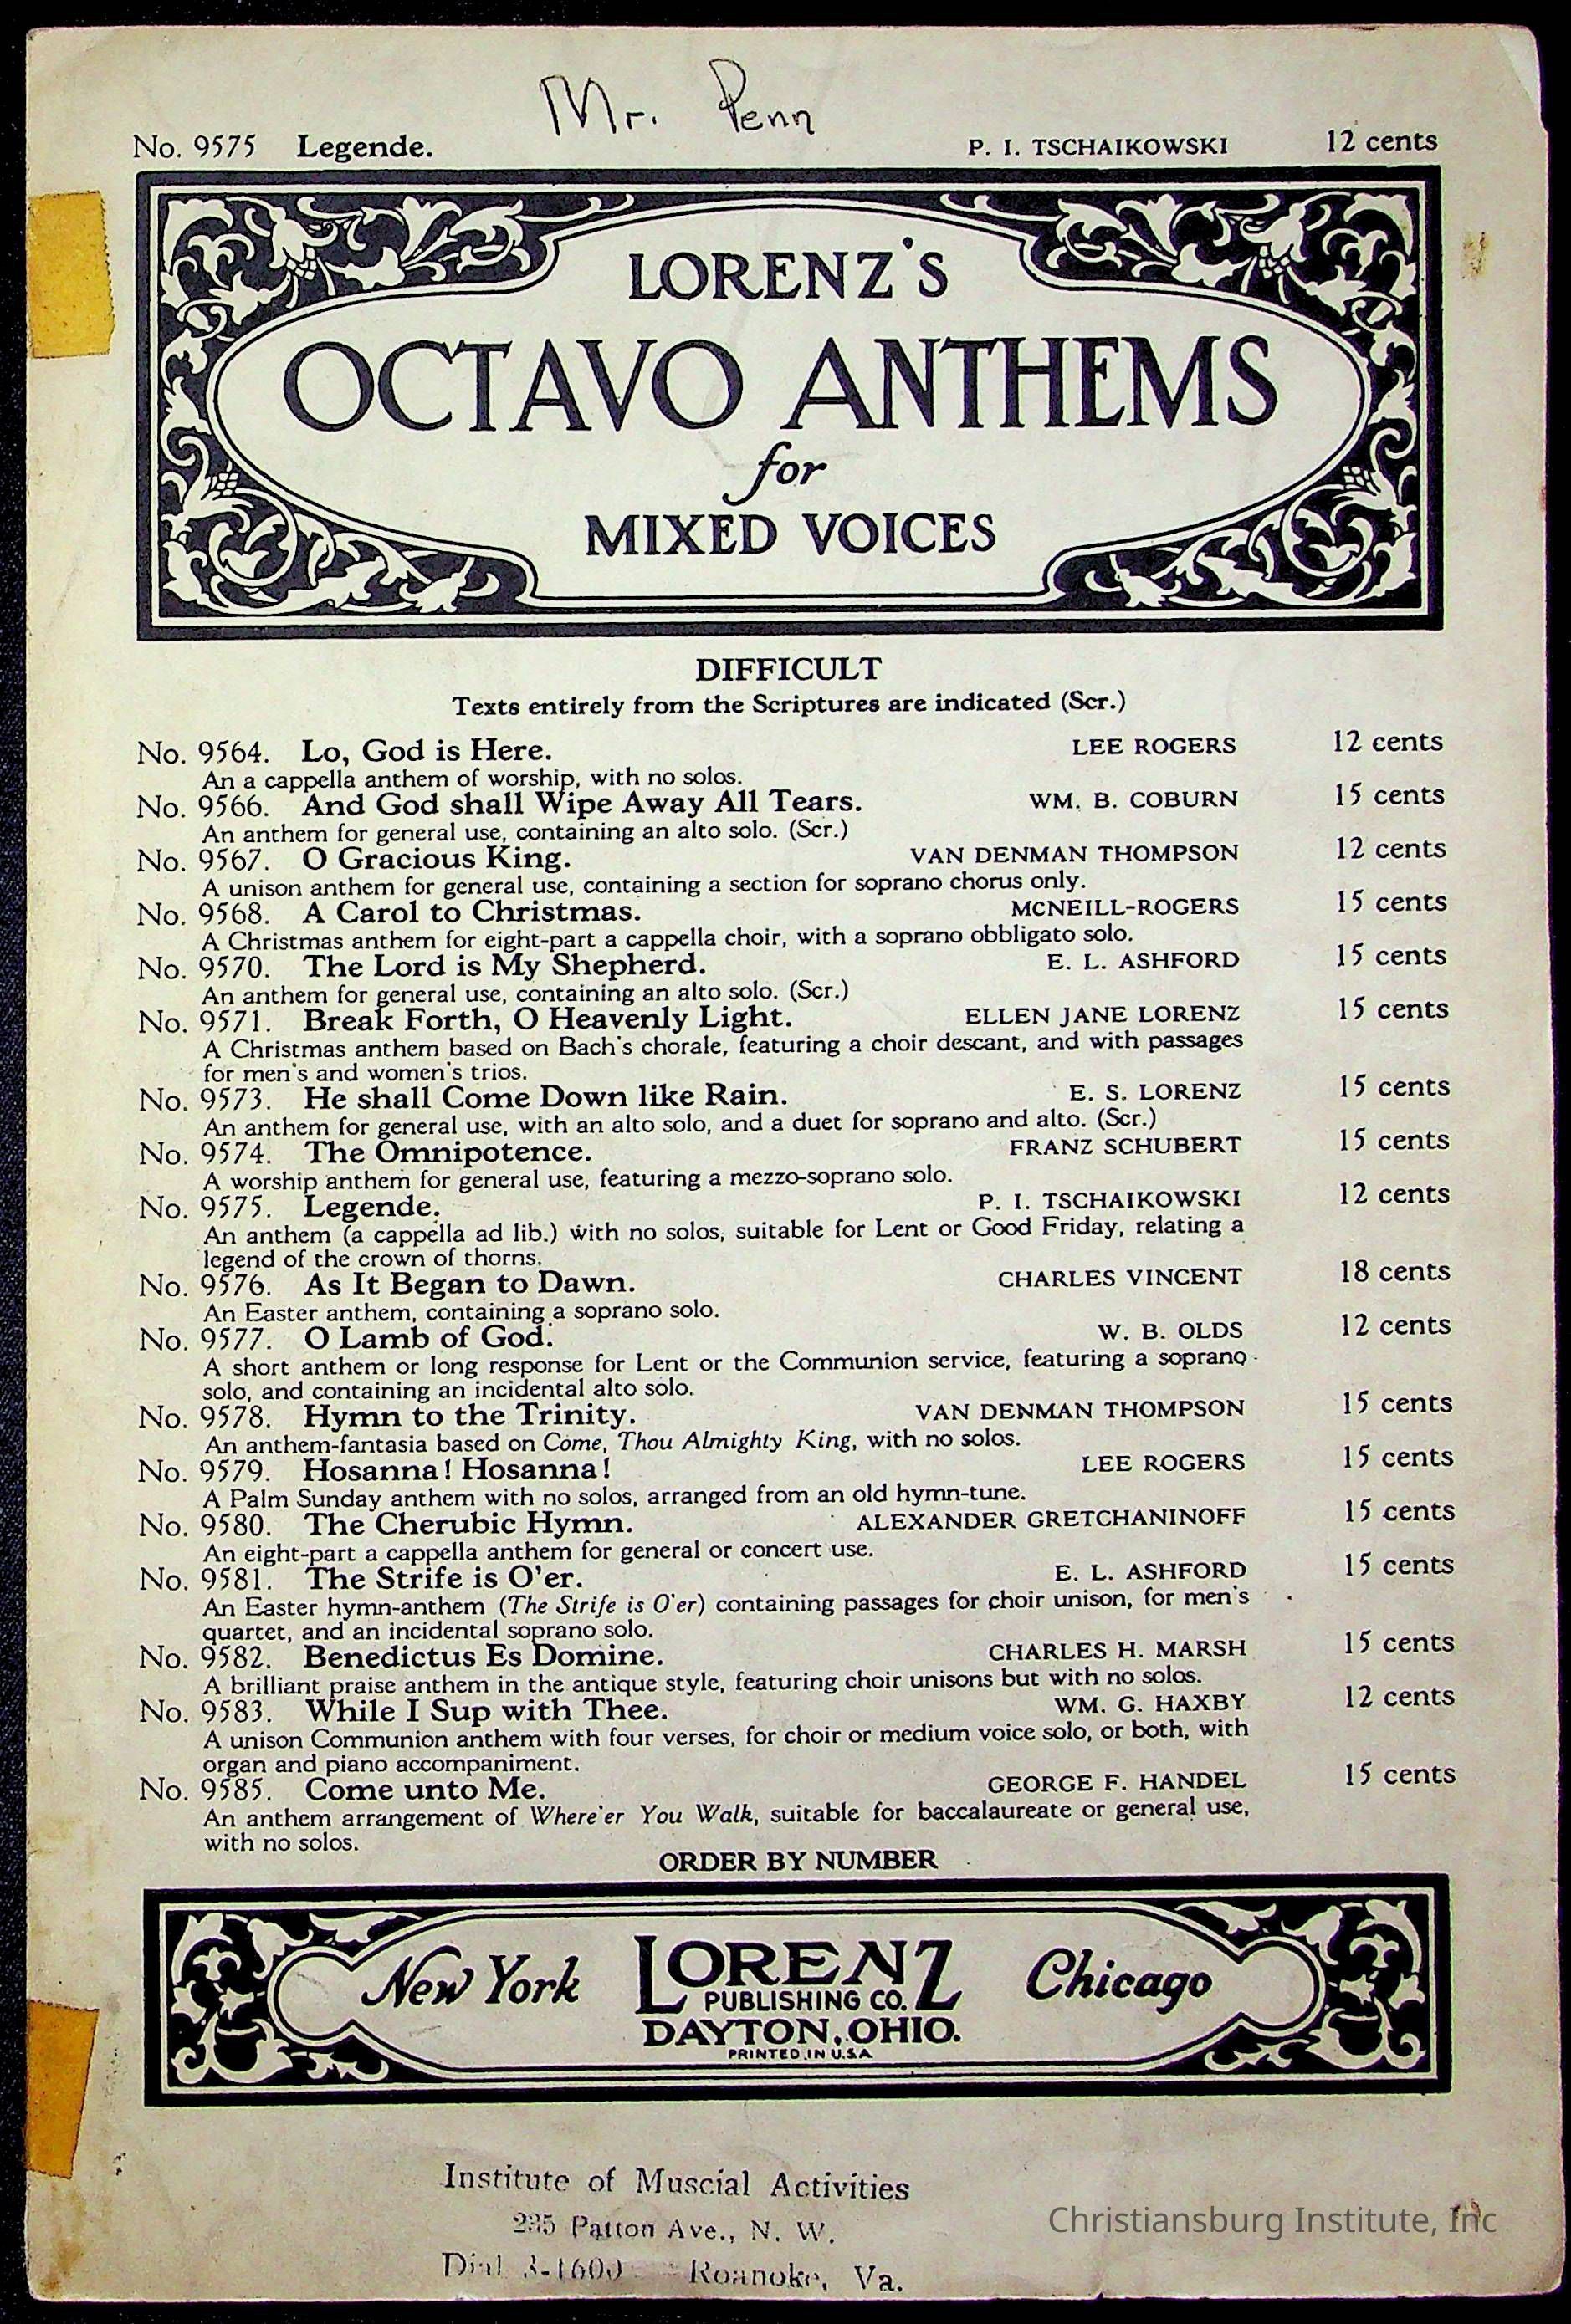 Mr. Penn
No. 9575 Legende. P. I. TSCHAIKOWSKI 12 cents
LORENZ'S
OCTAVO ANTHEMS
for
MIXED VOICES
DIFFICULT
Texts entirely from the Scriptures are indicated (Scr.)
No. 9564. Lo, God is Here. LEE ROGERS 12 cents
An a cappella anthem of worship, with no solos.
No. 9566. And God shall Wipe Away All Tears. WM. B. COBURN 15 cents
An anthem for general use, containing an alto solo. (Scr.)
No. 9567. O Gracious King. VAN DENMAN THOMPSON 12 cents
A unison anthem for general use, containing a section for soprano chorus only.
No. 9568. A Carol to Christmas. MCNEILL-ROGERS 15 cents
A Christmas anthem for eight-part a cappella choir, with a soprano obbligato solo.
No. 9570. The Lord is My Shepherd. E. L. ASHFORD 15 cents
An anthem for general use, containing an alto solo. (Scr.)
No. 9571. Break Forth, O Heavenly Light. ELLEN JANE LORENZ 15 cents
A Christmas anthem based on Bach's chorale, featuring a choir descant, and with passages
for men's and women's trios.
No. 9573. He shall Come Down like Rain. E. S. LORENZ 15 cents
An anthem for general use, with an alto solo, and a duet for soprano and alto. (Scr.)
No. 9574. The Omnipotence. FRANZ SCHUBERT 15 cents
A worship anthem for general use, featuring a mezzo-soprano solo.
No. 9575. Legende. P. I. TSCHAIKOWSKI 12 cents
An anthem (a cappella ad lib.) with no solos, suitable for Lent or Good Friday, relating a
legend of the crown of thorns.
No. 9576. As It Began to Dawn. CHARLES VINCENT 18 cents
An Easter anthem, containing a soprano solo.
No. 9577. O Lamb of God. W. B. OLDS 12 cents
A short anthem or long response for Lent or the Communion service, featuring a soprano
solo, and containing an incidental alto solo.
No. 9578. Hymn to the Trinity. VAN DENMAN THOMPSON 15 cents
An anthem-fantasia based on Come, Thou Almighty King, with no solos.
No. 9579. Hosanna! Hosanna! LEE ROGERS 15 cents
A Palm Sunday anthem with no solos, arranged from an old hymn-tune.
No. 9580. The Cherubic Hymn. ALEXANDER GRETCHANINOFF 15 cents
An eight-part a cappella anthem for general or concert use.
No. 9581. The Strife is O'er. E. L. ASHFORD 15 cents
An Easter hymn-anthem (The Strife is O'er) containing passages for choir unison, for men's
quartet, and an incidental soprano solo.
No. 9582. Benedictus Es Domine. CHARLES H. MARSH 15 cents
A brilliant praise anthem in the antique style, featuring choir unisons but with no solos.
No. 9583. While I Sup with Thee. WM. G. HAXBY 12 cents
A unison Communion anthem with four verses, for choir or medium voice solo, or both, with
organ and piano accompaniment.
No. 9585. Come unto Me. GEORGE F. HANDEL 15 cents
An anthem arrangement of Where'er You Walk, suitable for baccalaureate or general use,
with no solos.
ORDER BY NUMBER
New York LORENZ Chicago
PUBLISHING CO.
DAYTON, OHIO.
PRINTED IN U.S.A
Institute of Muscial Activities
Patton Ave., N. W.
Dial Roanoke, Va.
Christiansburg Institute, Inc